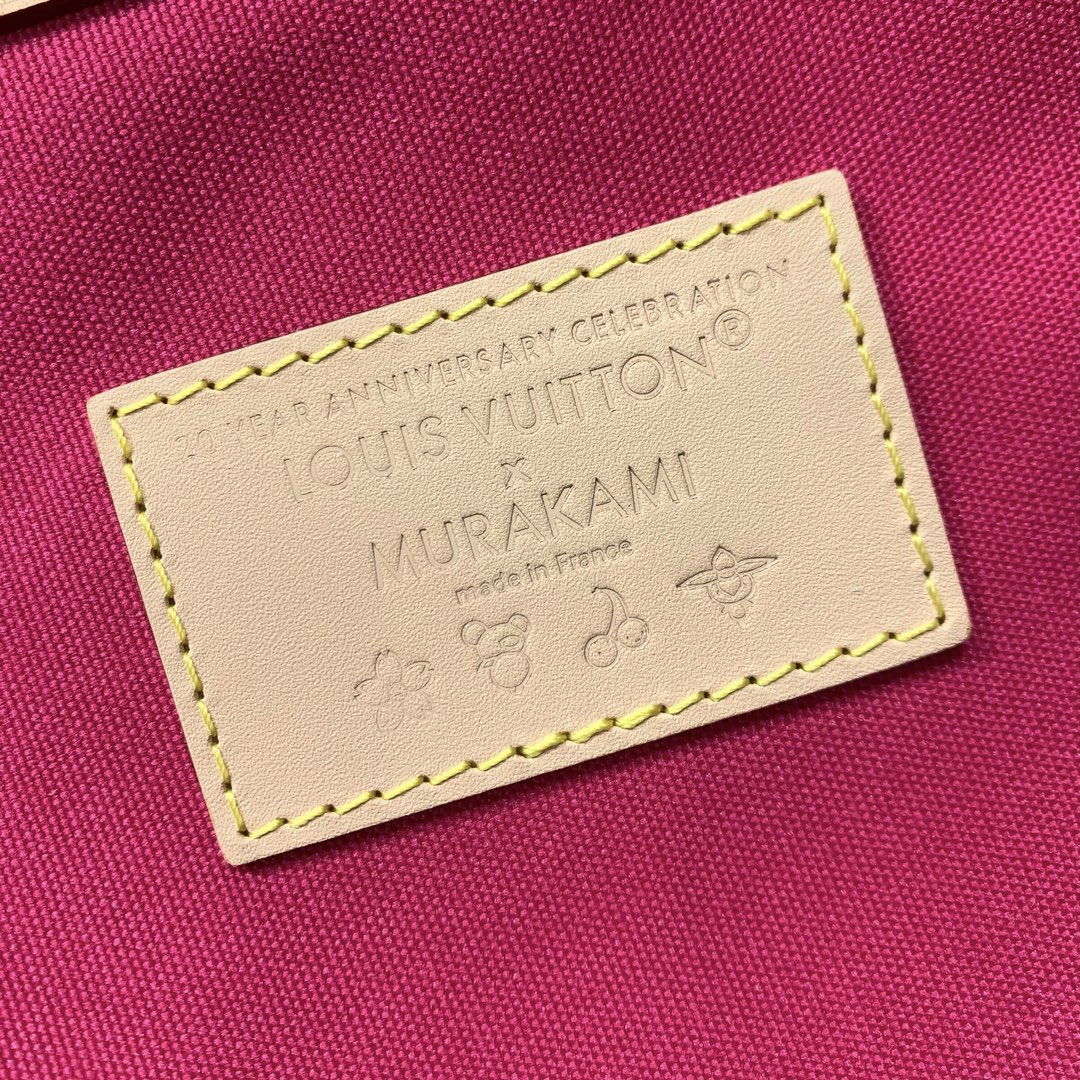 20 YEAR ANNIVERSARY CELEBRATION
LOUIS VUITTON®
x
MURAKAMI
made in France